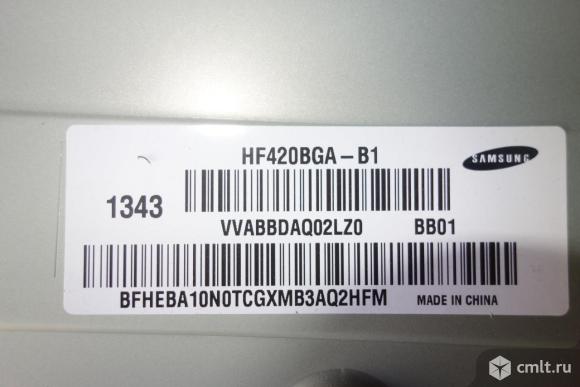 HF420BGA-B1
SAMSUNG
1343
VVABBDAQ02LZ0 BB01
BFHEBA10N0TCGXMB3AQ2HFM MADE IN CHINA
cmlt.ru